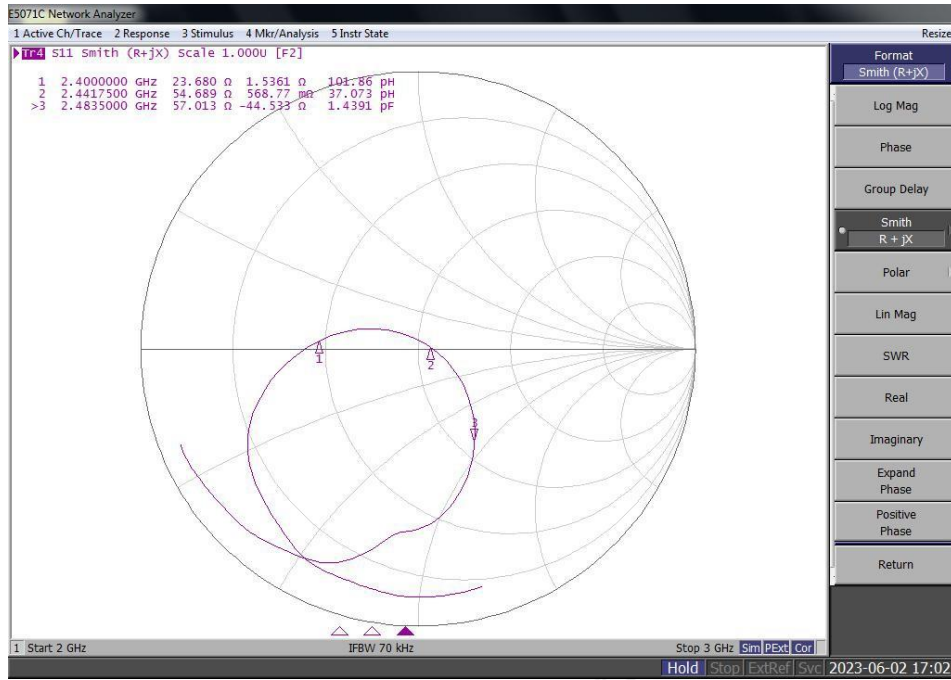 E5071C Network Analyzer
1 Active Ch/Trace 2 Response 3 Stimulus 4 Mkr/Analysis 5 Instr State
Resize
Tr4 S11 Smith (R+jX) Scale 1.000U [F2]
1 2.4000000 GHz 23.680 Ω 1.5361 Ω 101.86 pH
2 2.4417500 GHz 54.689 Ω 568.77 mΩ 37.073 pH
>3 2.4835000 GHz 57.013 Ω -44.533 Ω 1.4391 pF
1
2
3
Format
Smith (R+jX)
Log Mag
Phase
Group Delay
Smith
R + jX
Polar
Lin Mag
SWR
Real
Imaginary
Expand
Phase
Positive
Phase
Return
1 Start 2 GHz
IFBW 70 kHz
Stop 3 GHz Sim PExt Cor
Hold Stop ExtRef Svc 2023-06-02 17:02